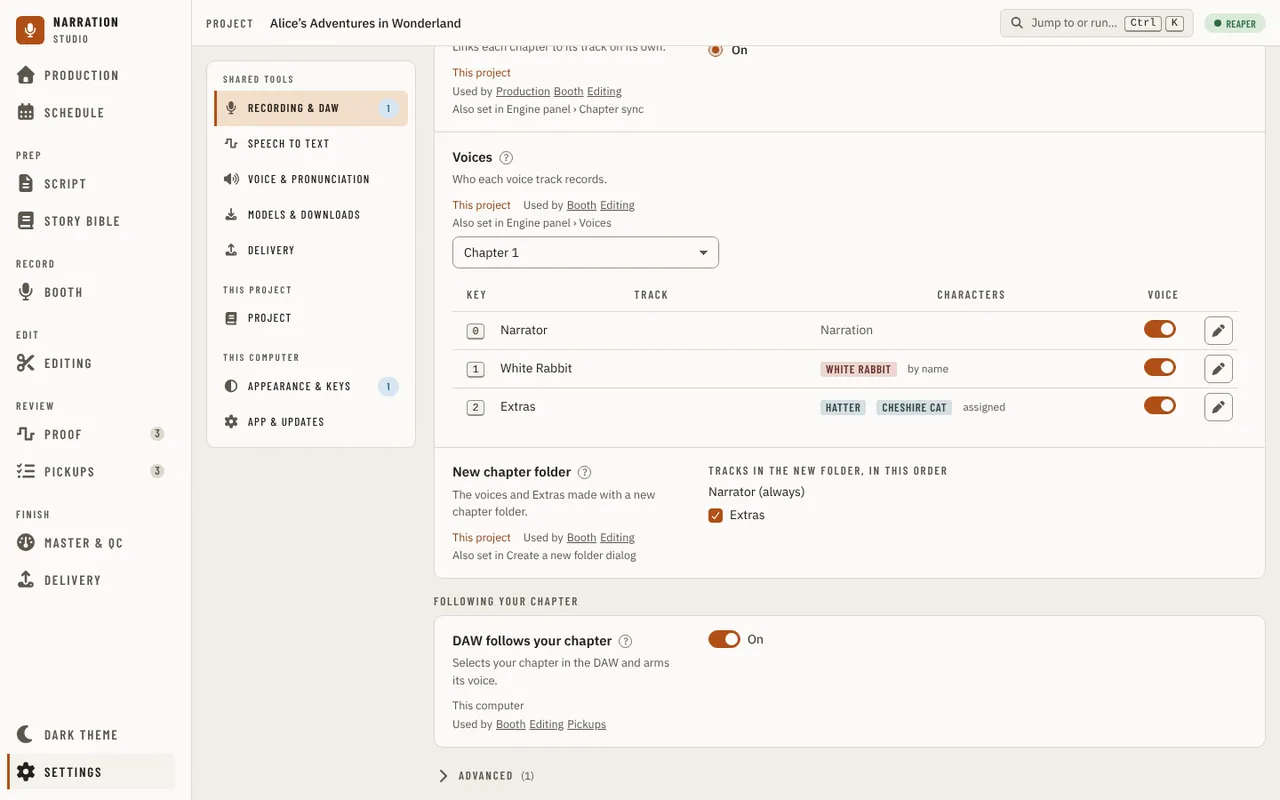 NARRATION
STUDIO
PRODUCTION
SCHEDULE
PREP
SCRIPT
STORY BIBLE
RECORD
BOOTH
EDIT
EDITING
REVIEW
PROOF 3
PICKUPS 3
FINISH
MASTER & QC
DELIVERY
DARK THEME
SETTINGS
PROJECT Alice's Adventures in Wonderland
Jump to or run... Ctrl K
REAPER
SHARED TOOLS
RECORDING & DAW 1
SPEECH TO TEXT
VOICE & PRONUNCIATION
MODELS & DOWNLOADS
DELIVERY
THIS PROJECT
PROJECT
THIS COMPUTER
APPEARANCE & KEYS 1
APP & UPDATES
Links each chapter to its track on its own.
On
This project
Used by Production Booth Editing
Also set in Engine panel › Chapter sync
Voices ?
Who each voice track records.
This project Used by Booth Editing
Also set in Engine panel › Voices
Chapter 1
KEY TRACK CHARACTERS VOICE
0 Narrator Narration
1 White Rabbit WHITE RABBIT by name
2 Extras HATTER CHESHIRE CAT assigned
New chapter folder ?
The voices and Extras made with a new
chapter folder.
This project Used by Booth Editing
Also set in Create a new folder dialog
TRACKS IN THE NEW FOLDER, IN THIS ORDER
Narrator (always)
Extras
FOLLOWING YOUR CHAPTER
DAW follows your chapter ?
On
Selects your chapter in the DAW and arms
its voice.
This computer
Used by Booth Editing Pickups
ADVANCED (1)